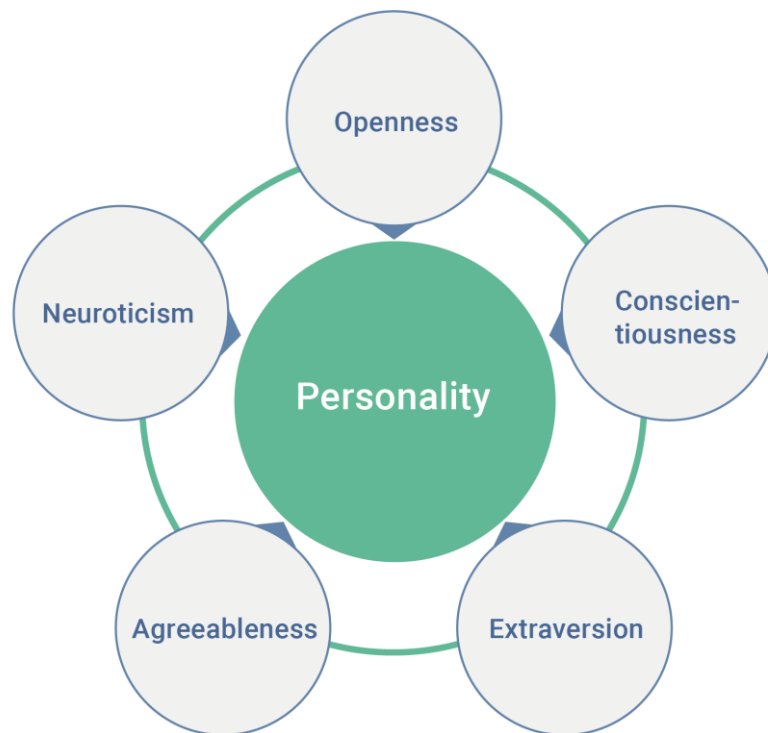 Openness
Conscien-
tiousness
Extraversion
Agreeableness
Neuroticism
Personality